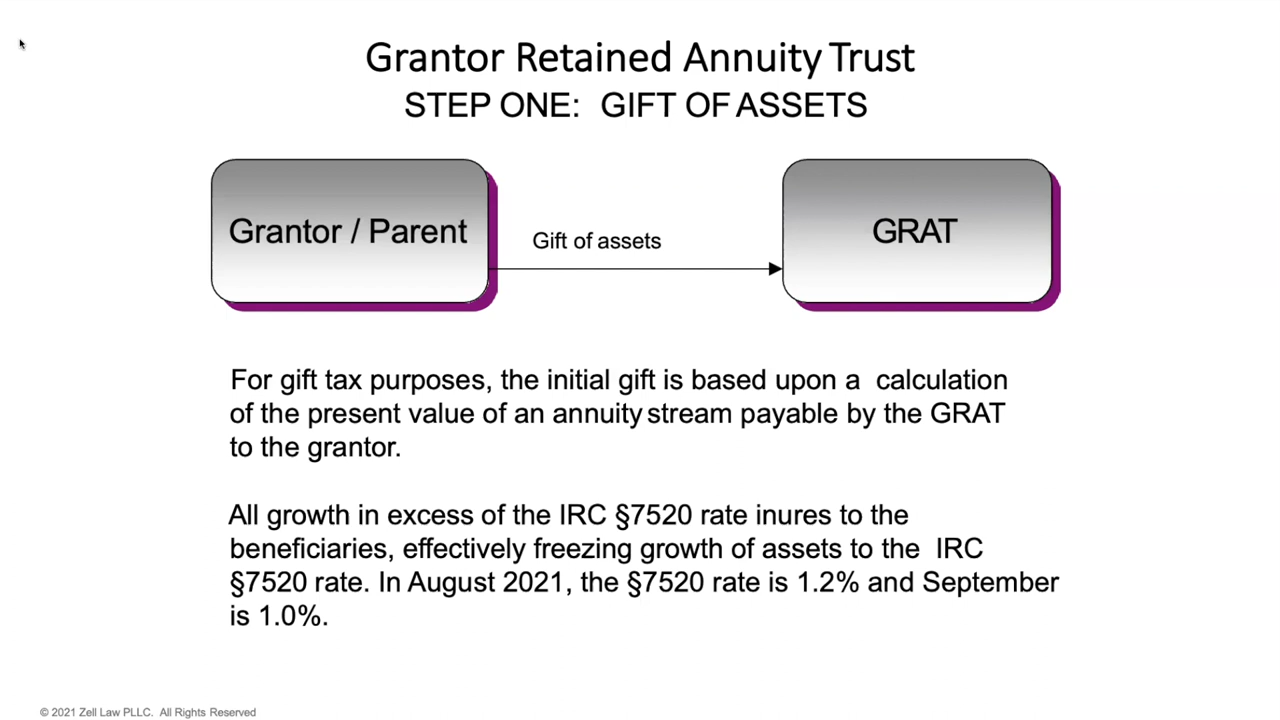 Grantor Retained Annuity Trust
STEP ONE: GIFT OF ASSETS
Grantor / Parent
Gift of assets
GRAT
For gift tax purposes, the initial gift is based upon a calculation
of the present value of an annuity stream payable by the GRAT
to the grantor.
All growth in excess of the IRC §7520 rate inures to the
beneficiaries, effectively freezing growth of assets to the IRC
§7520 rate. In August 2021, the §7520 rate is 1.2% and September
is 1.0%.
© 2021 Zell Law PLLC. All Rights Reserved